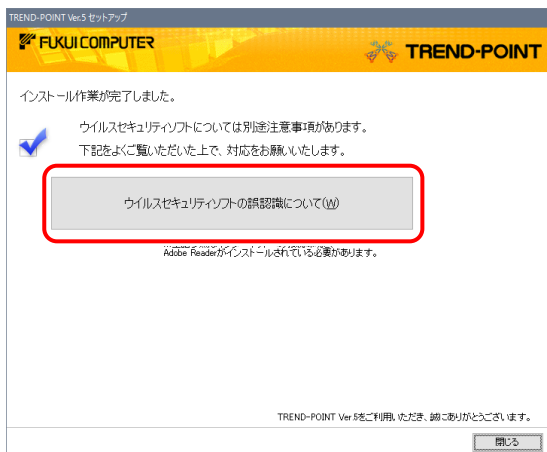 TREND-POINT Ver.5 セットアップ
FUKUI COMPUTER
TREND-POINT
インストール作業が完了しました。
ウイルスセキュリティソフトについては別途注意事項があります。
下記をよくご覧いただいた上で、対応をお願いいたします。
ウイルスセキュリティソフトの誤認識について(W)
Adobe Readerがインストールされている必要があります。
TREND-POINT Ver.5をご利用いただき、誠にありがとうございます。
閉じる